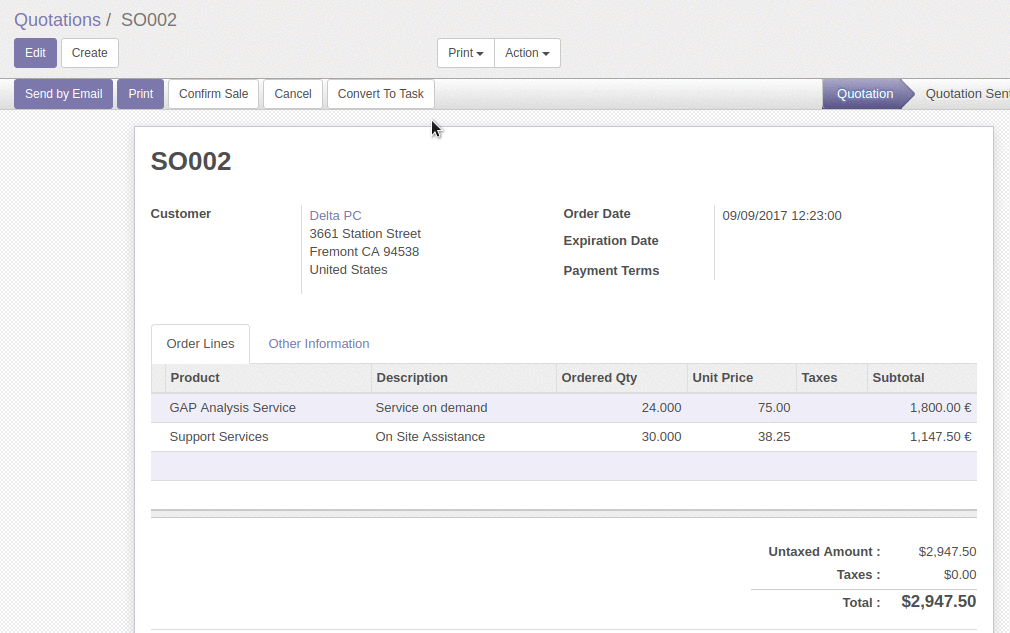 Quotations / SO002
Edit Create Print Action
Send by Email Print Confirm Sale Cancel Convert To Task Quotation Quotation Sent
SO002
Customer Delta PC Order Date 09/09/2017 12:23:00
3661 Station Street
Fremont CA 94538 Expiration Date
United States Payment Terms
Order Lines Other Information
Product Description Ordered Qty Unit Price Taxes Subtotal
GAP Analysis Service Service on demand 24.000 75.00 1,800.00 €
Support Services On Site Assistance 30.000 38.25 1,147.50 €
Untaxed Amount : $2,947.50
Taxes : $0.00
Total : $2,947.50